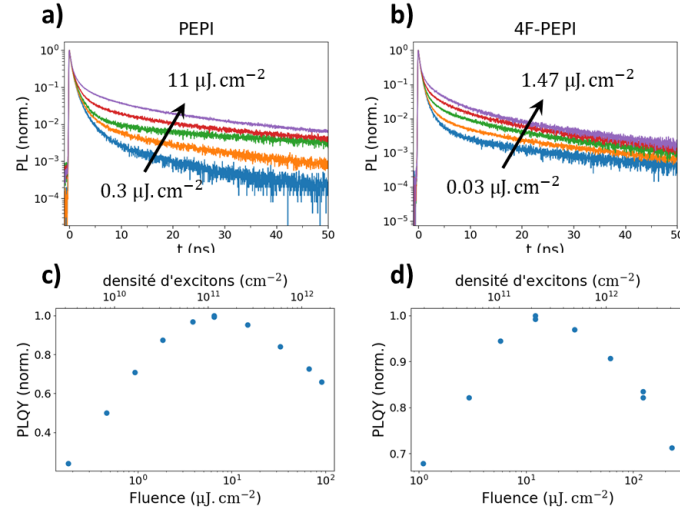 a)
PEPI
PL (norm.)
10⁰
10⁻¹
10⁻²
10⁻³
10⁻⁴
11 μJ.cm⁻²
0.3 μJ.cm⁻²
0 10 20 30 40 50
t (ns)
b)
4F-PEPI
PL (norm.)
10⁰
10⁻¹
10⁻²
10⁻³
10⁻⁴
10⁻⁵
1.47 μJ.cm⁻²
0.03 μJ.cm⁻²
0 10 20 30 40 50
t (ns)
c)
densité d'excitons (cm⁻²)
10¹⁰ 10¹¹ 10¹²
PLQY (norm.)
1.0
0.8
0.6
0.4
10⁰ 10¹ 10²
Fluence (μJ.cm⁻²)
d)
densité d'excitons (cm⁻²)
10¹¹ 10¹²
PLQY (norm.)
1.0
0.9
0.8
0.7
10⁰ 10¹ 10²
Fluence (μJ.cm⁻²)